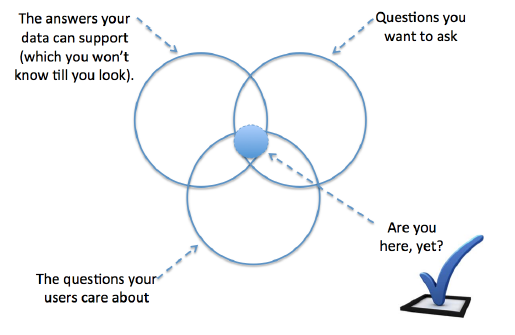 The answers your
data can support
(which you won't
know till you look).
Questions you
want to ask
Are you
here, yet?
The questions your
users care about